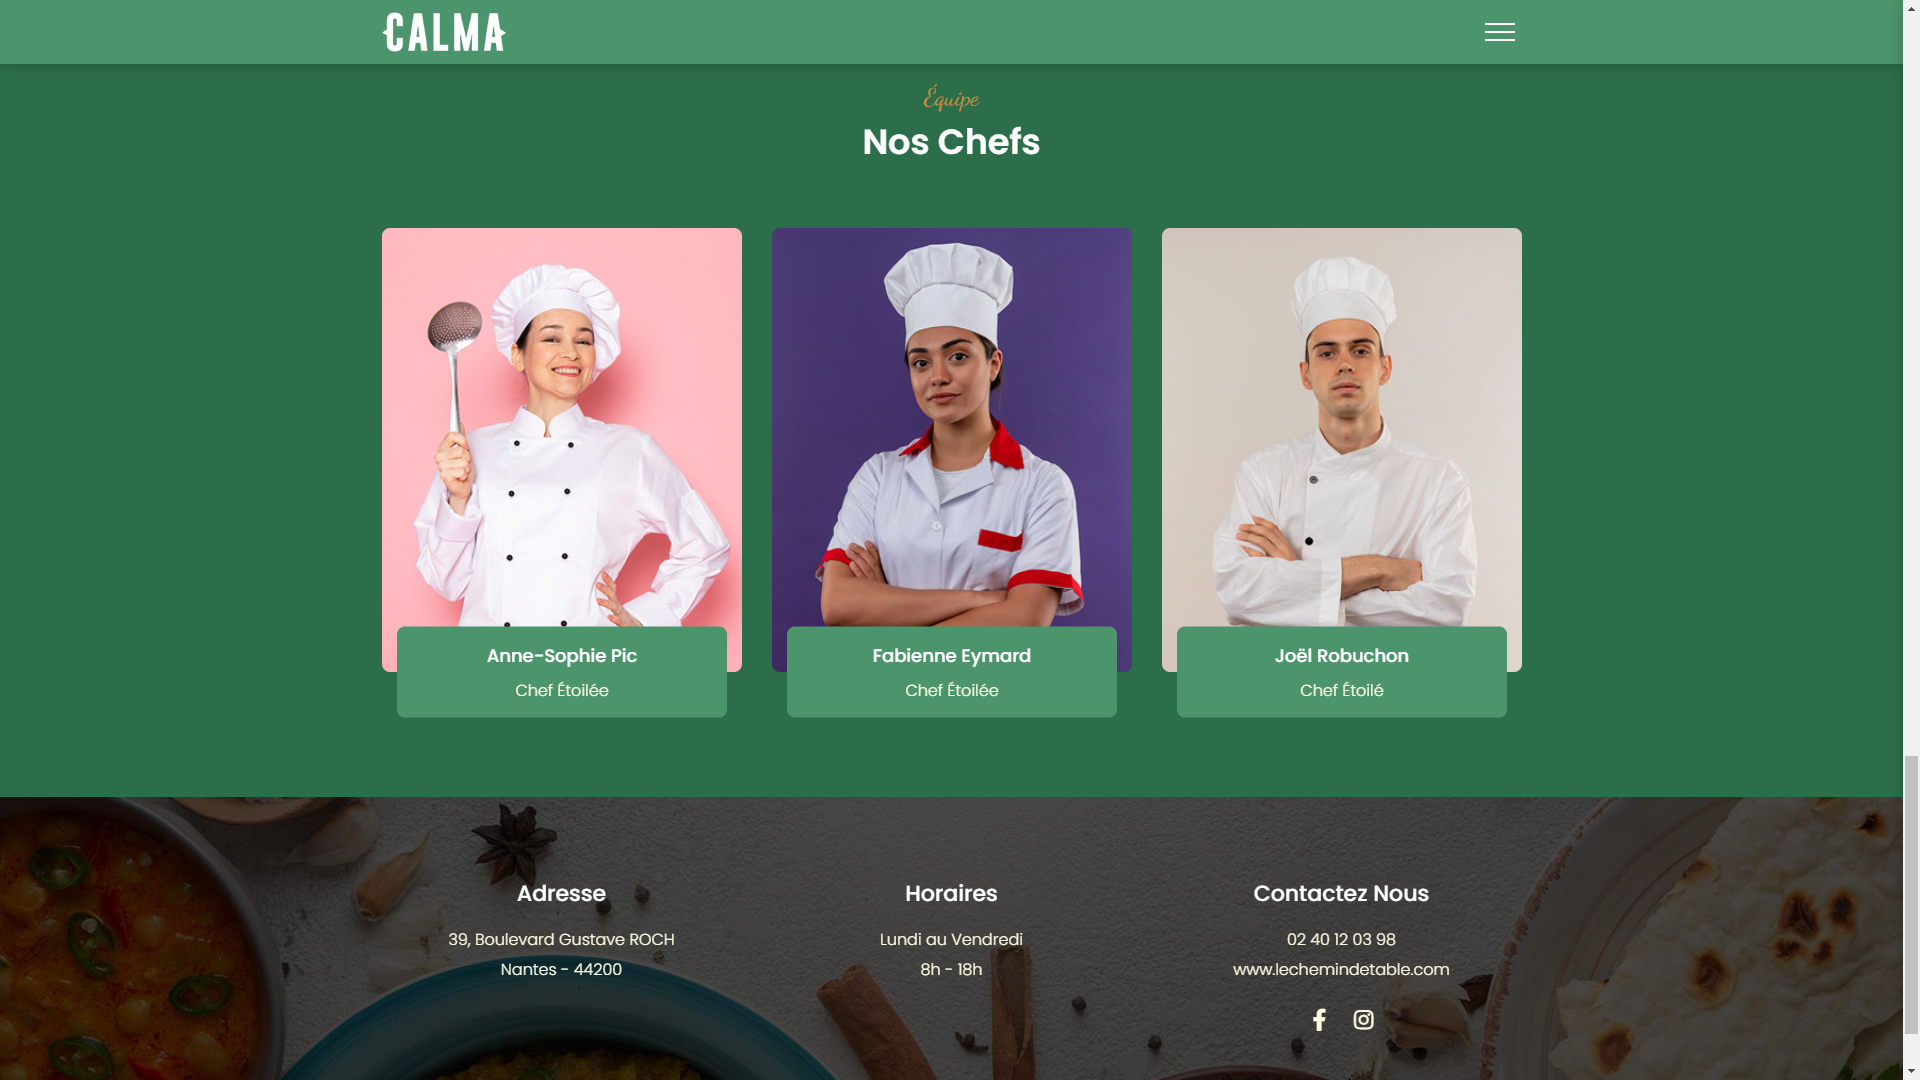 CALMA
Équipe
Nos Chefs
Anne-Sophie Pic
Chef Étoilée
Fabienne Eymard
Chef Étoilée
Joël Robuchon
Chef Étoilé
Adresse
39, Boulevard Gustave ROCH
Nantes - 44200
Horaires
Lundi au Vendredi
8h - 18h
Contactez Nous
02 40 12 03 98
www.lechemindetable.com